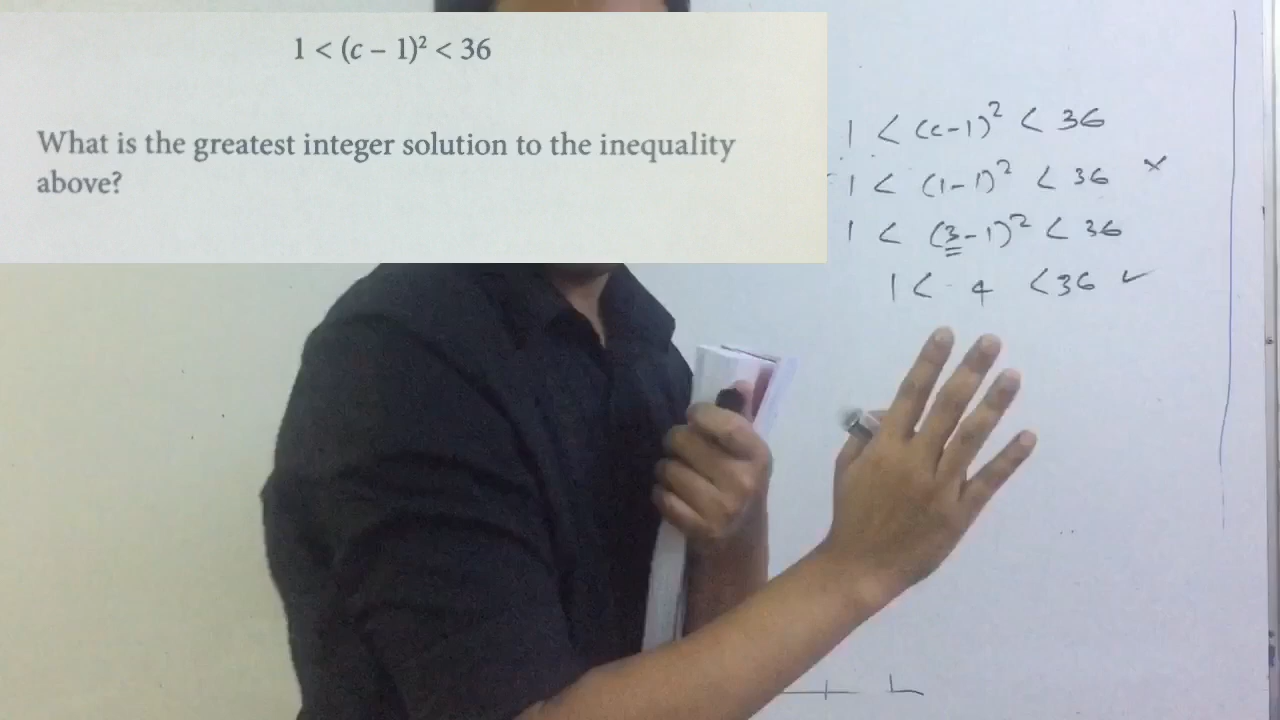 1 < (c – 1)² < 36
What is the greatest integer solution to the inequality
above?
1 < (c-1)² < 36
1 < (1-1)² < 36 ×
1 < (3-1)² < 36
1 < 4 < 36 ✓